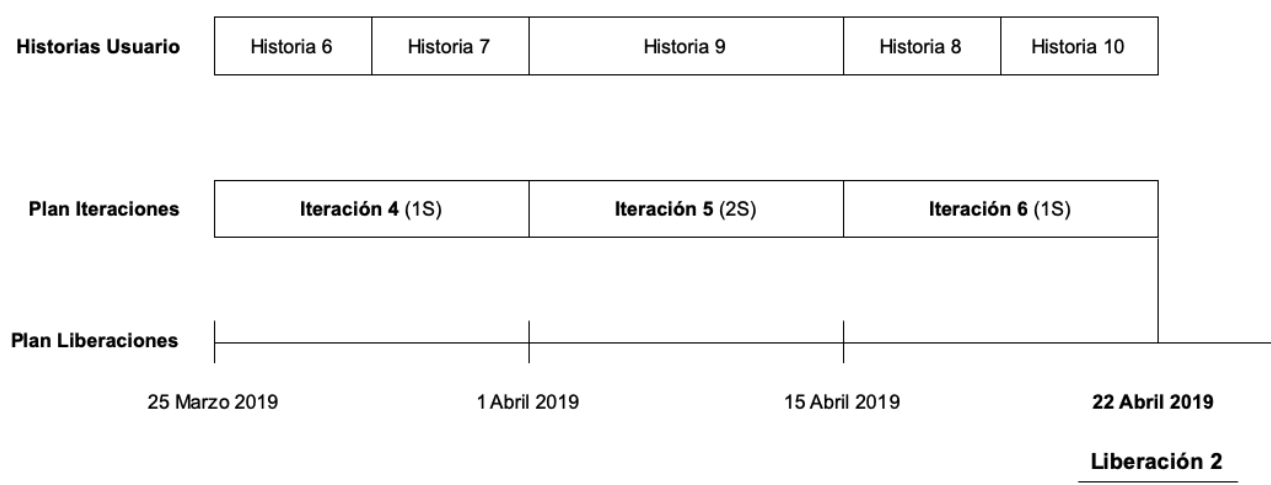 Historias Usuario Historia 6 Historia 7 Historia 9 Historia 8 Historia 10
Plan Iteraciones Iteración 4 (1S) Iteración 5 (2S) Iteración 6 (1S)
Plan Liberaciones
25 Marzo 2019 1 Abril 2019 15 Abril 2019 22 Abril 2019
Liberación 2